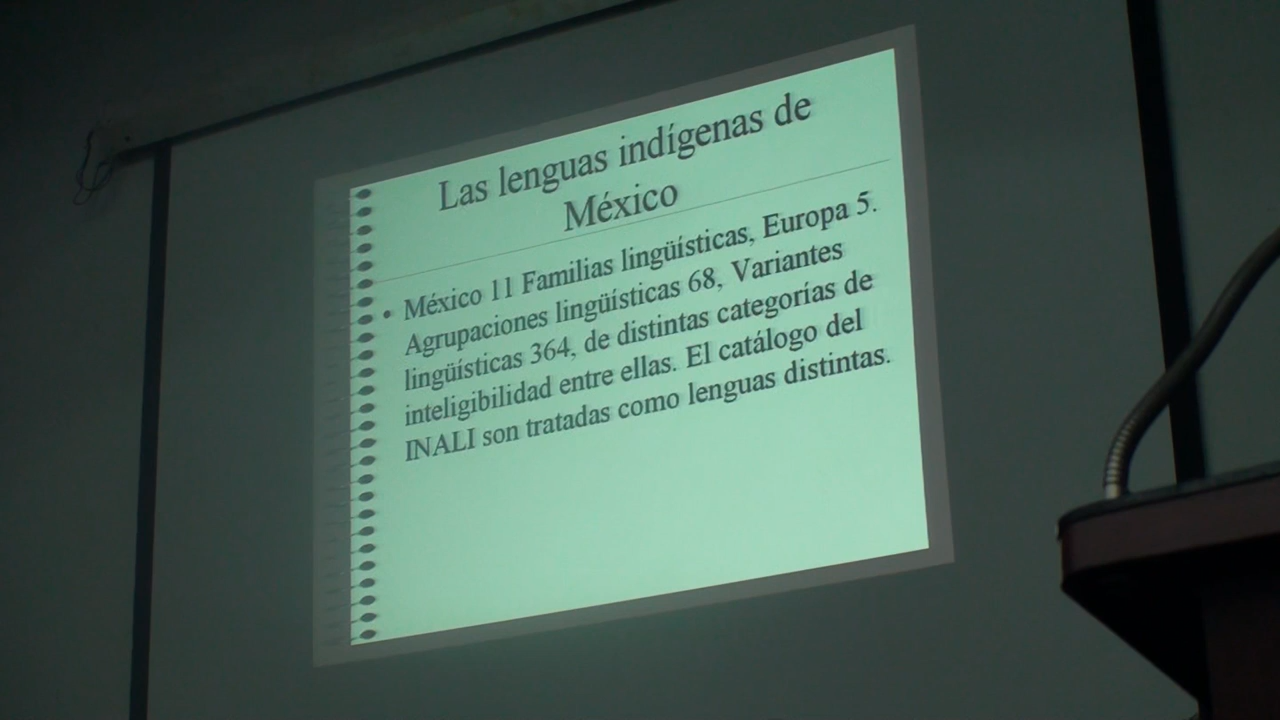 Las lenguas indígenas de
México
• México 11 Familias lingüísticas, Europa 5.
Agrupaciones lingüísticas 68, Variantes
lingüísticas 364, de distintas categorías de
inteligibilidad entre ellas. El catálogo del
INALI son tratadas como lenguas distintas.